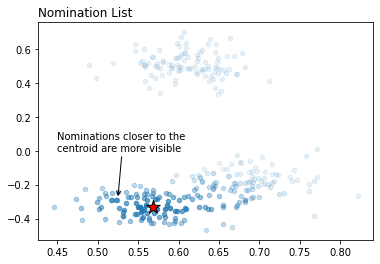 Nomination List
0.6
0.4
0.2
0.0
−0.2
−0.4
Nominations closer to the
centroid are more visible
0.45 0.50 0.55 0.60 0.65 0.70 0.75 0.80